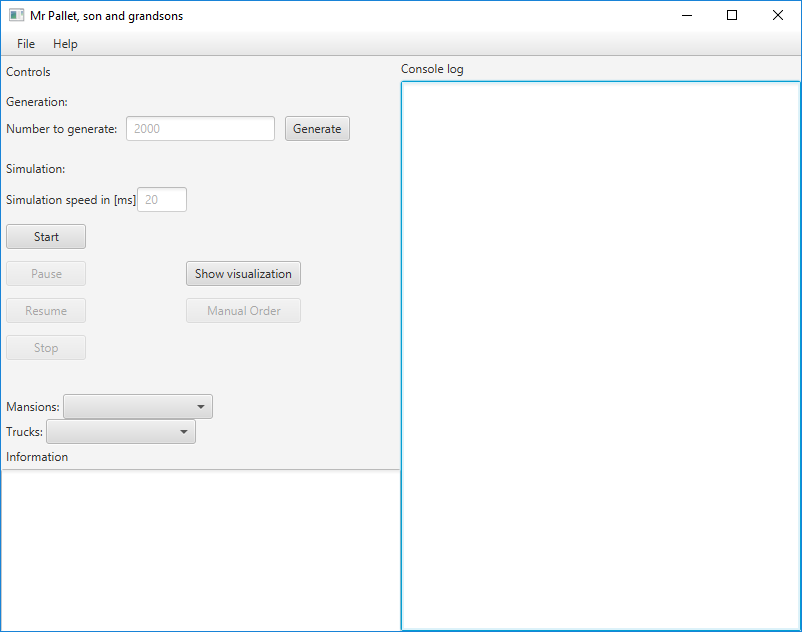 Mr Pallet, son and grandsons
File Help
Controls
Generation:
Number to generate: 2000 Generate
Simulation:
Simulation speed in [ms] 20
Start
Pause Show visualization
Resume Manual Order
Stop
Mansions:
Trucks:
Information
Console log